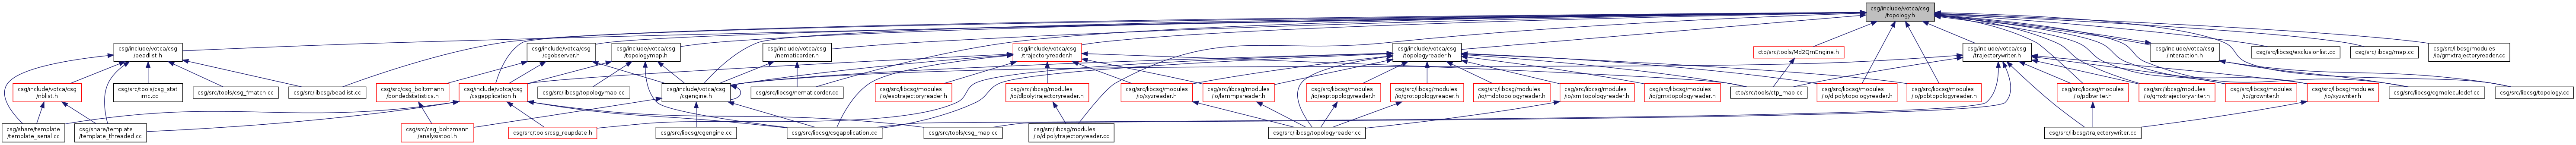 csg/include/votca/csg
/topology.h
csg/include/votca/csg
/beadlist.h
csg/include/votca/csg
/cgobserver.h
csg/include/votca/csg
/topologymap.h
csg/include/votca/csg
/nematicorder.h
csg/include/votca/csg
/trajectoryreader.h
csg/include/votca/csg
/topologyreader.h
ctp/src/tools/Md2QmEngine.h
csg/include/votca/csg
/trajectorywriter.h
csg/include/votca/csg
/interaction.h
csg/src/libcsg/exclusionlist.cc
csg/src/libcsg/map.cc
csg/src/libcsg/modules
/io/gmxtrajectoryreader.cc
csg/include/votca/csg
/nblist.h
csg/src/tools/csg_stat
_imc.cc
csg/src/tools/csg_fmatch.cc
csg/src/libcsg/beadlist.cc
csg/src/csg_boltzmann
/bondedstatistics.h
csg/include/votca/csg
/csgapplication.h
csg/src/libcsg/topologymap.cc
csg/include/votca/csg
/cgengine.h
csg/src/libcsg/nematicorder.cc
csg/src/libcsg/modules
/io/esptrajectoryreader.h
csg/src/libcsg/modules
/io/dlpolytrajectoryreader.h
csg/src/libcsg/modules
/io/xyzreader.h
csg/src/libcsg/modules
/io/lammpsreader.h
csg/src/libcsg/modules
/io/esptopologyreader.h
csg/src/libcsg/modules
/io/grotopologyreader.h
csg/src/libcsg/modules
/io/mdptopologyreader.h
csg/src/libcsg/modules
/io/xmltopologyreader.h
csg/src/libcsg/modules
/io/gmxtopologyreader.h
ctp/src/tools/ctp_map.cc
csg/src/libcsg/modules
/io/dlpolytopologyreader.h
csg/src/libcsg/modules
/io/pdbtopologyreader.h
csg/src/libcsg/modules
/io/pdbwriter.h
csg/src/libcsg/modules
/io/gmxtrajectorywriter.h
csg/src/libcsg/modules
/io/growriter.h
csg/src/libcsg/modules
/io/xyzwriter.h
csg/src/libcsg/cgmoleculedef.cc
csg/src/libcsg/topology.cc
csg/share/template
/template_serial.cc
csg/share/template
/template_threaded.cc
csg/src/csg_boltzmann
/analysistool.h
csg/src/tools/csg_reupdate.h
csg/src/libcsg/cgengine.cc
csg/src/libcsg/csgapplication.cc
csg/src/tools/csg_map.cc
csg/src/libcsg/modules
/io/dlpolytrajectoryreader.cc
csg/src/libcsg/topologyreader.cc
csg/src/libcsg/trajectorywriter.cc